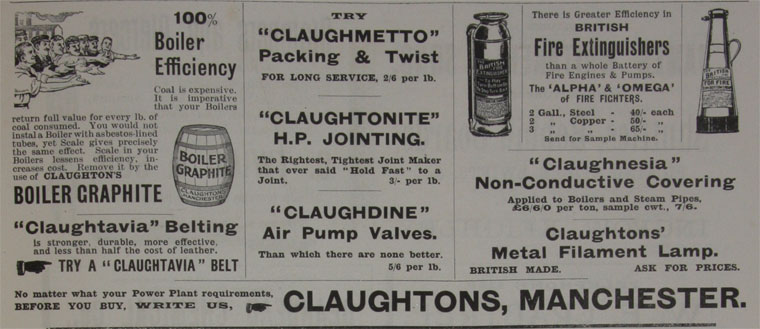 100%
Boiler
Efficiency
Coal is expensive.
It is imperative
that your Boilers
return full value for every lb. of
coal consumed. You would not
instal a Boiler with asbestos-lined
tubes, yet Scale gives precisely
the same effect. Scale in your
Boilers lessens efficiency, in-
creases cost. Remove it by the
use of CLAUGHTON'S
BOILER GRAPHITE
BOILER
GRAPHITE
CLAUGHTONS
MANCHESTER
"Claughtavia" Belting
is stronger, durable, more effective,
and less than half the cost of leather.
TRY A "CLAUGHTAVIA" BELT
TRY
"CLAUGHMETTO"
Packing & Twist
FOR LONG SERVICE, 2/6 per lb.
"CLAUGHTONITE"
H.P. JOINTING.
The Rightest, Tightest Joint Maker
that ever said "Hold Fast" to a
Joint. 3/- per lb.
"CLAUGHDINE"
Air Pump Valves.
Than which there are none better.
5/6 per lb.
There is Greater Efficiency in
BRITISH
Fire Extinguishers
than a whole Battery of
Fire Engines & Pumps.
The 'ALPHA' & 'OMEGA'
of FIRE FIGHTERS.
2 Gall., Steel - 40/- each
2 „ Copper - 50/- „
3 „ „ - 65/- „
Send for Sample Machine.
THE
BRITISH
FIRE
EXTINGUISHER
BRITISH
"Claughnesia"
Non-Conductive Covering
Applied to Boilers and Steam Pipes,
£6/6/0 per ton, sample cwt., 7/6.
Claughtons'
Metal Filament Lamp.
BRITISH MADE. ASK FOR PRICES.
No matter what your Power Plant requirements,
BEFORE YOU BUY, WRITE US,
CLAUGHTONS, MANCHESTER.